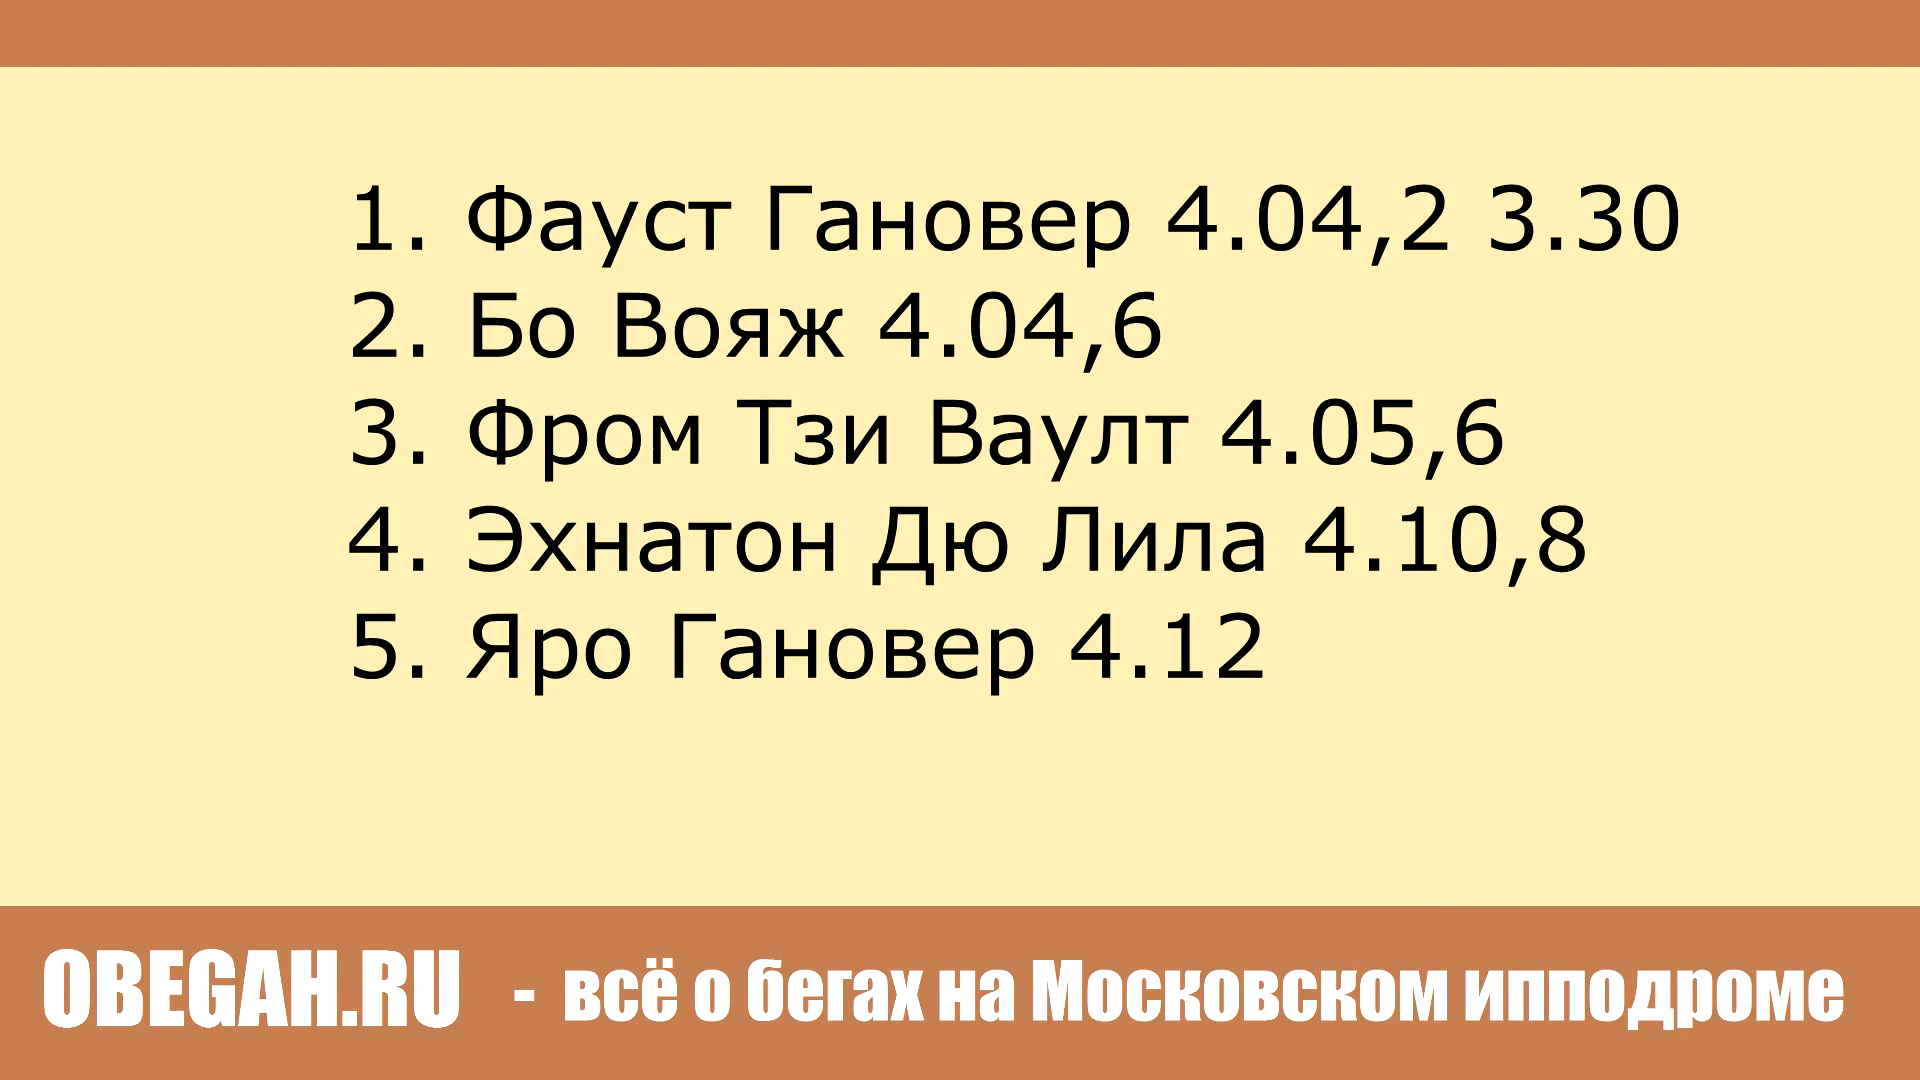 1. Фауст Гановер 4.04,2 3.30
2. Бо Вояж 4.04,6
3. Фром Тзи Ваулт 4.05,6
4. Эхнатон Дю Лила 4.10,8
5. Яро Гановер 4.12
OBEGAH.RU - всё о бегах на Московском ипподроме